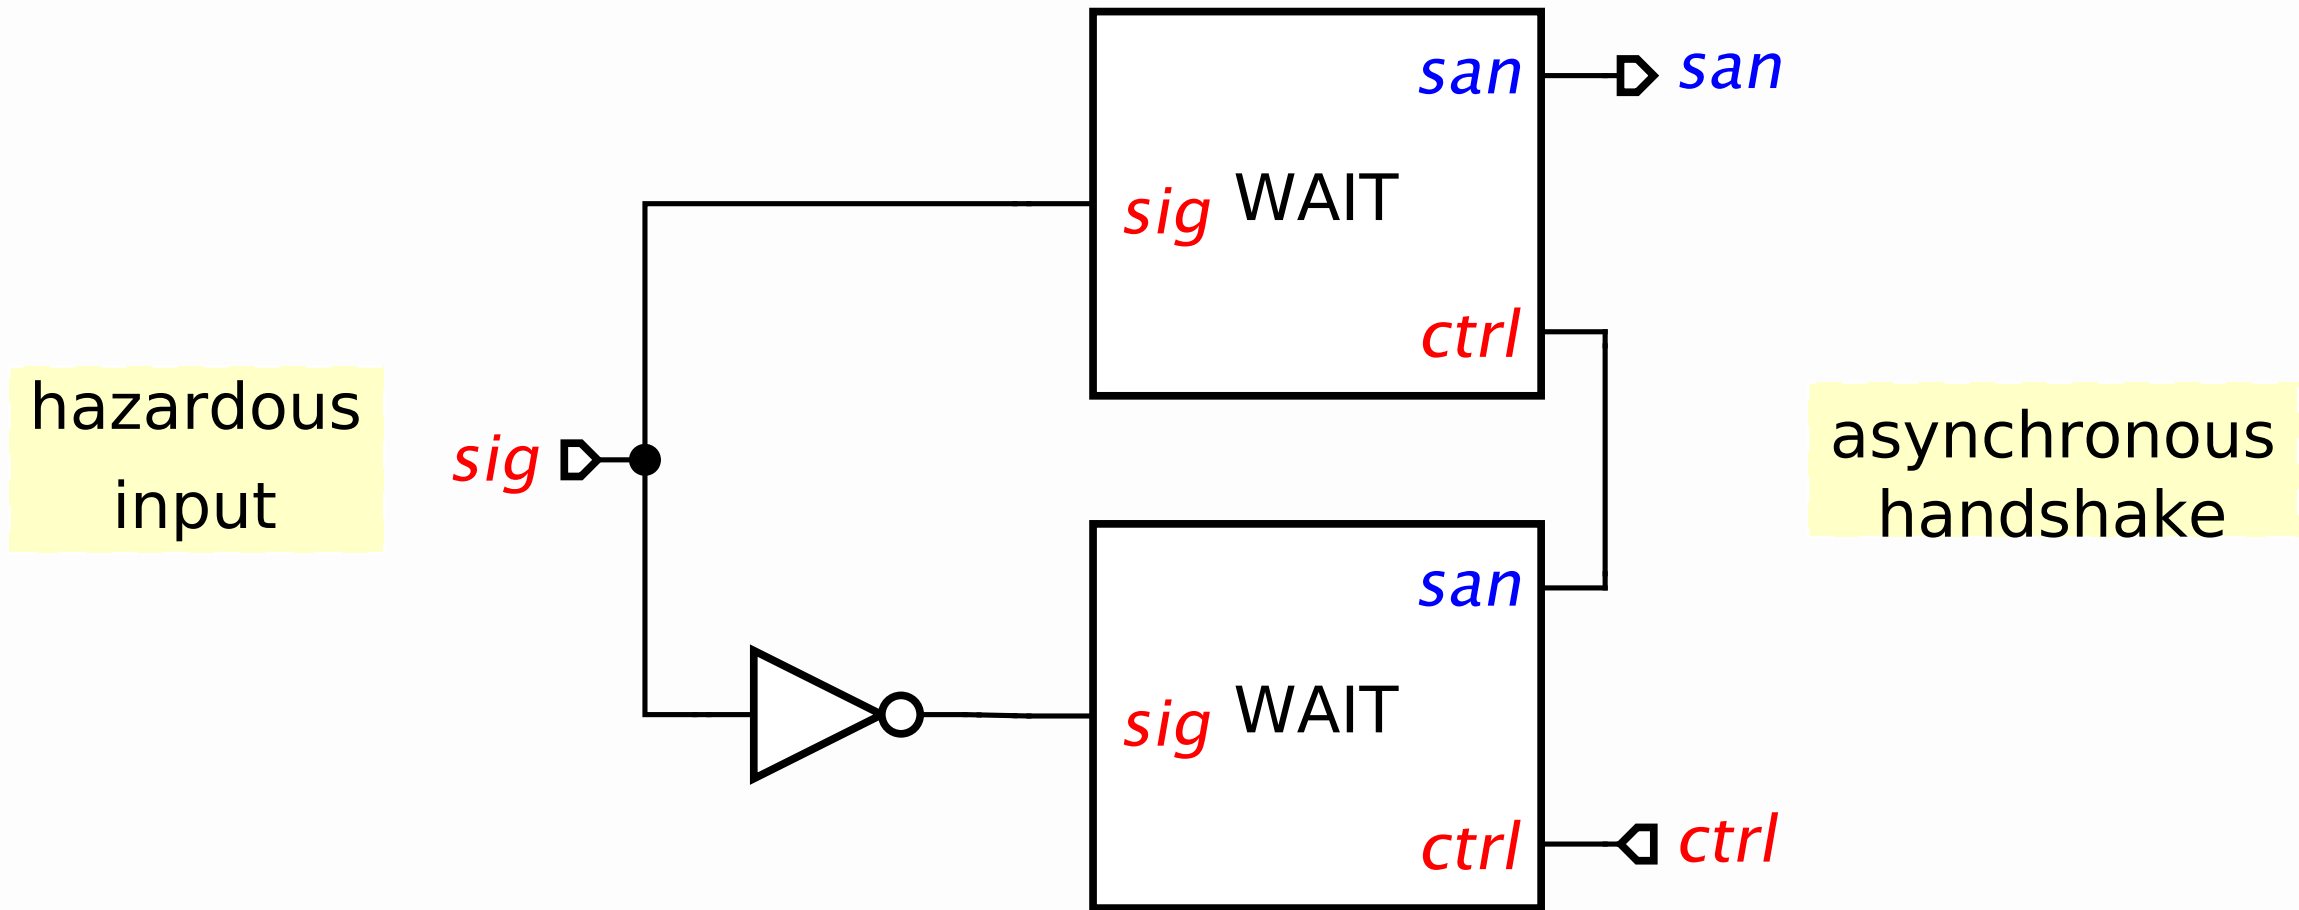 san
san
sig WAIT
ctrl
hazardous
input
sig
asynchronous
handshake
san
sig WAIT
ctrl
ctrl